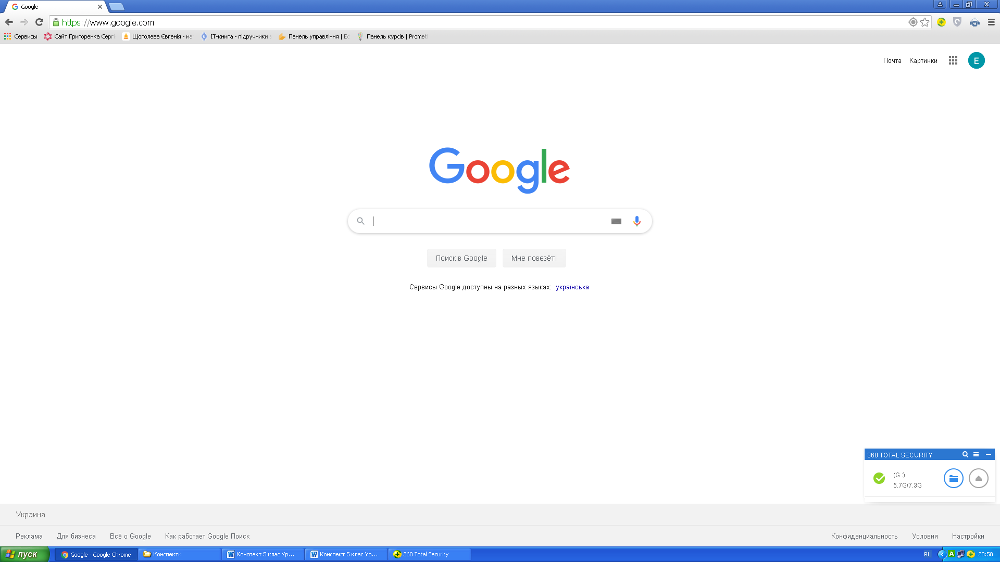 Google
https://www.google.com
Сервисы
Сайт Григоренка Сергі
Щоголева Євгенія - ма
ІТ-книга - підручники з
Панель управління | Ed
Панель курсів | Promet
Почта
Картинки
E
Google
Поиск в Google
Мне повезёт!
Сервисы Google доступны на разных языках: українська
360 TOTAL SECURITY
(G :)
5.7G/7.3G
Украина
Реклама
Для бизнеса
Всё о Google
Как работает Google Поиск
Конфиденциальность
Условия
Настройки
пуск
Google - Google Chrome
Конспекти
Конспект 5 клас Ур...
Конспект 5 клас Ур...
360 Total Security
RU
A
20:58